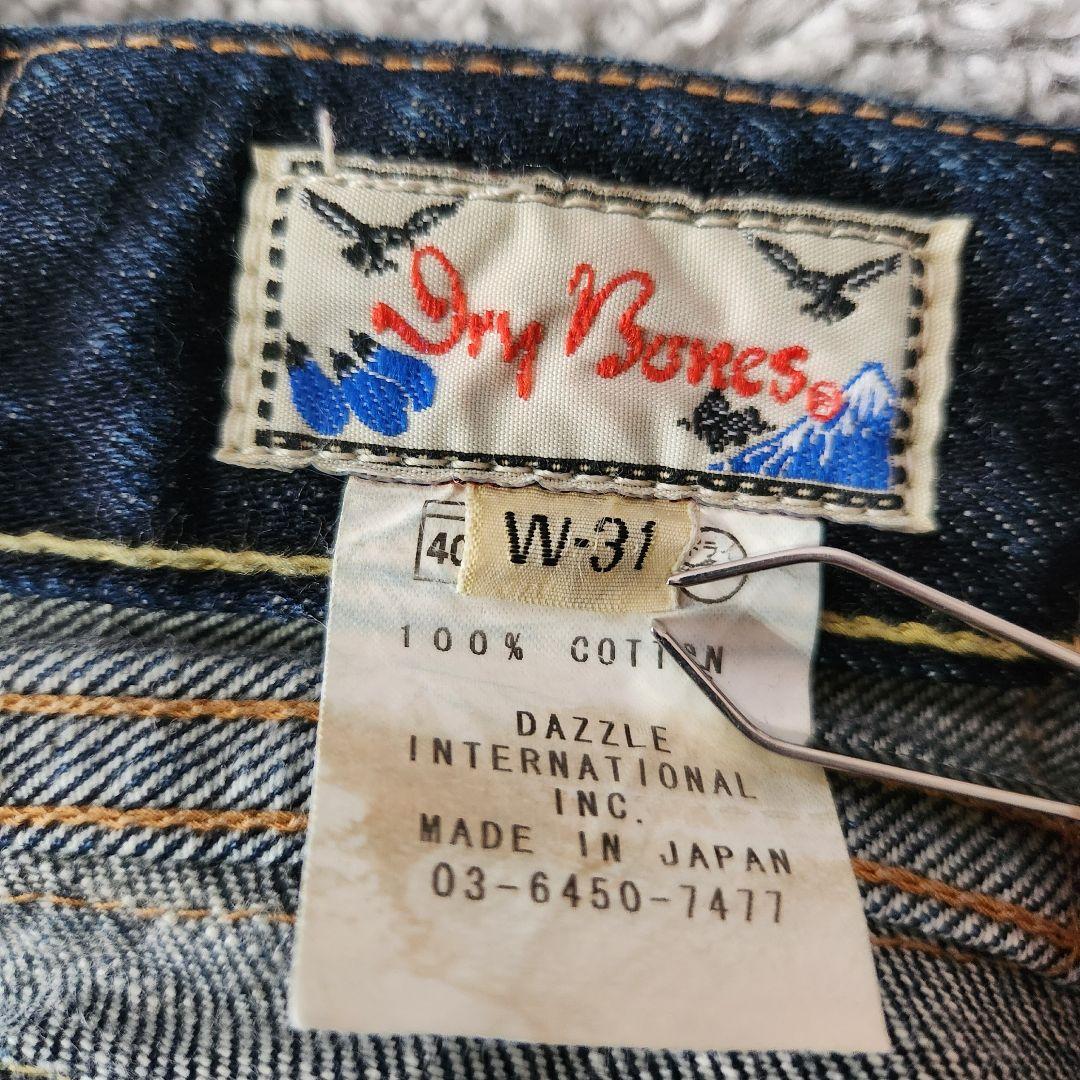 Dry Bones®
W-31
40
100% COTTON
DAZZLE
INTERNATIONAL
INC.
MADE IN JAPAN
03-6450-7477